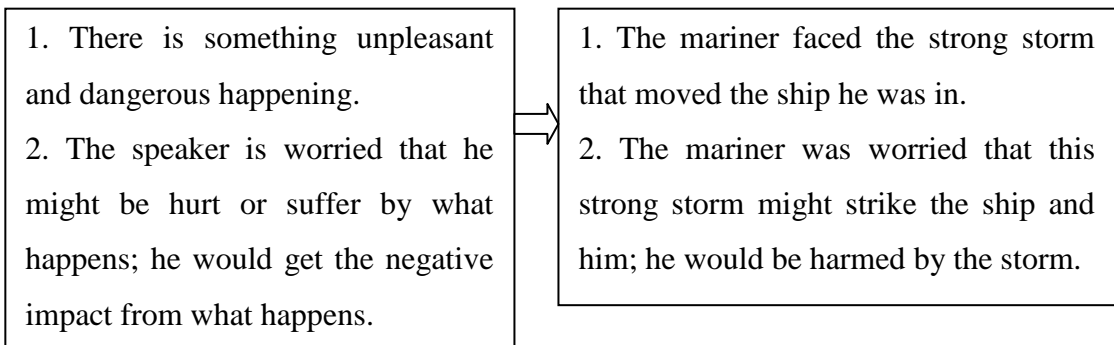 1. There is something unpleasant
and dangerous happening.
2. The speaker is worried that he
might be hurt or suffer by what
happens; he would get the negative
impact from what happens.
1. The mariner faced the strong storm
that moved the ship he was in.
2. The mariner was worried that this
strong storm might strike the ship and
him; he would be harmed by the storm.